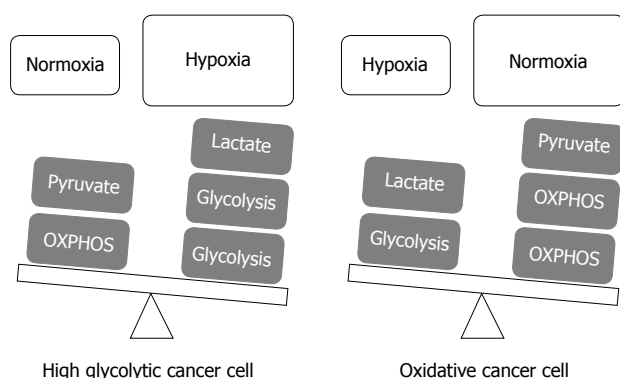 Normoxia
Hypoxia
Lactate
Pyruvate
Glycolysis
OXPHOS
Glycolysis
High glycolytic cancer cell
Hypoxia
Normoxia
Pyruvate
Lactate
OXPHOS
Glycolysis
OXPHOS
Oxidative cancer cell